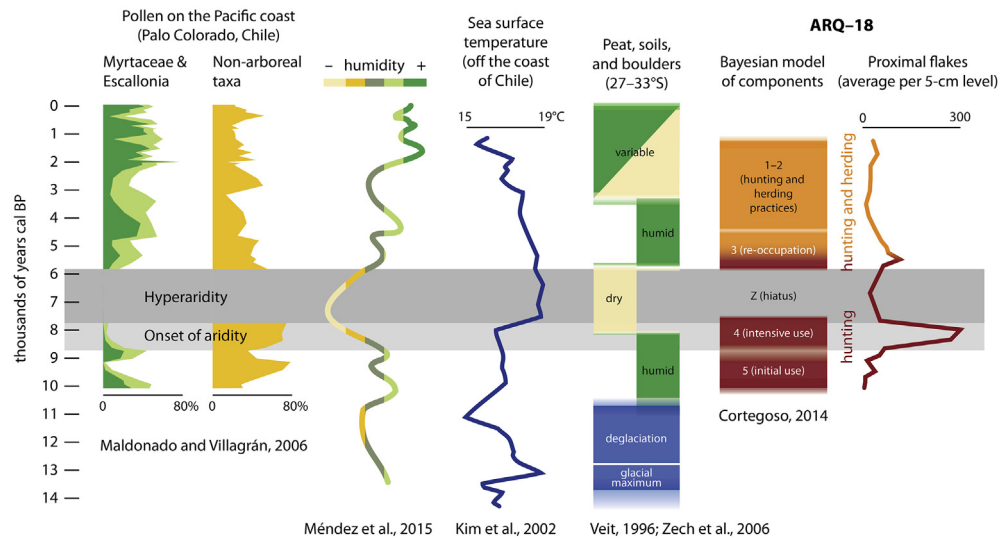 Pollen on the Pacific coast
(Palo Colorado, Chile)
Myrtaceae &
Escallonia
Non-arboreal
taxa
– humidity +
Sea surface
temperature
(off the coast
of Chile)
15 19°C
Peat, soils,
and boulders
(27–33°S)
ARQ–18
Bayesian model
of components
Proximal flakes
(average per 5-cm level)
0 300
thousands of years cal BP
0
1
2
3
4
5
6
7
8
9
10
11
12
13
14
Hyperaridity
Onset of aridity
0 80%
0 80%
Maldonado and Villagrán, 2006
Méndez et al., 2015
Kim et al., 2002
variable
humid
dry
humid
deglaciation
glacial
maximum
Veit, 1996; Zech et al., 2006
1–2
(hunting and
herding
practices)
3 (re-occupation)
Z (hiatus)
4 (intensive use)
5 (initial use)
Cortegoso, 2014
hunting and herding
hunting